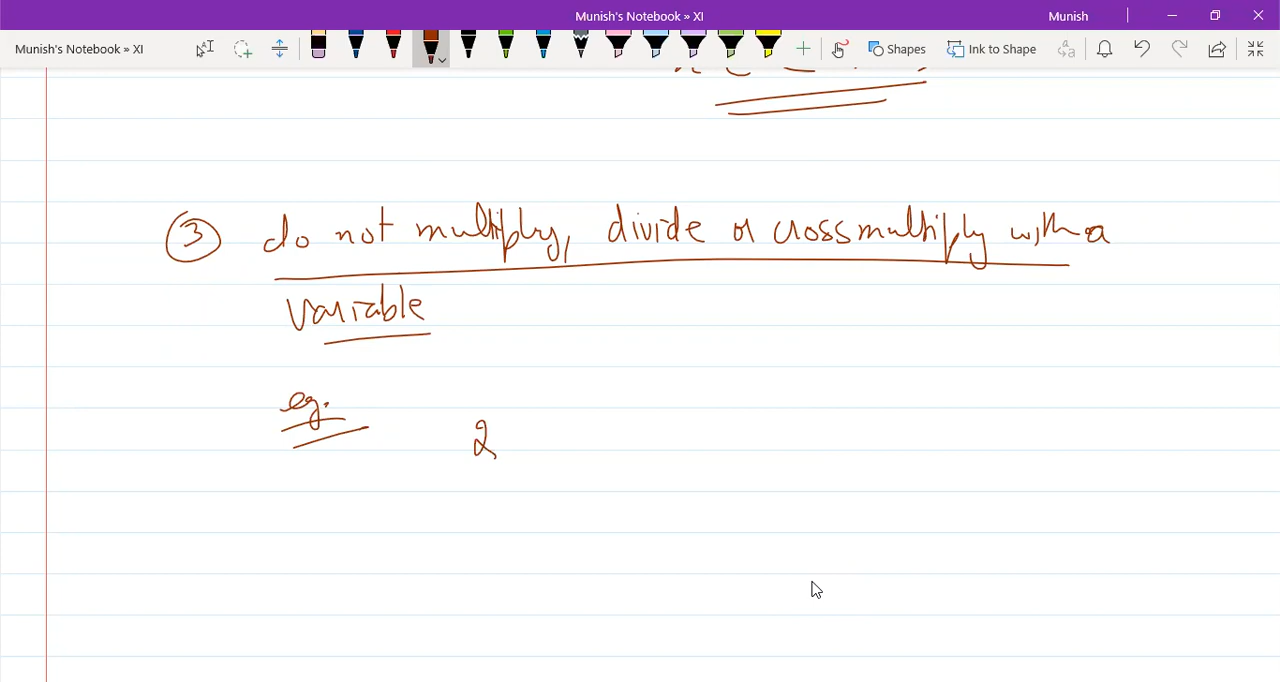 Munish's Notebook » XI
Munish
Munish's Notebook » XI
Shapes
Ink to Shape
③ do not multiply, divide or crossmultiply with a
variable
eg.
2